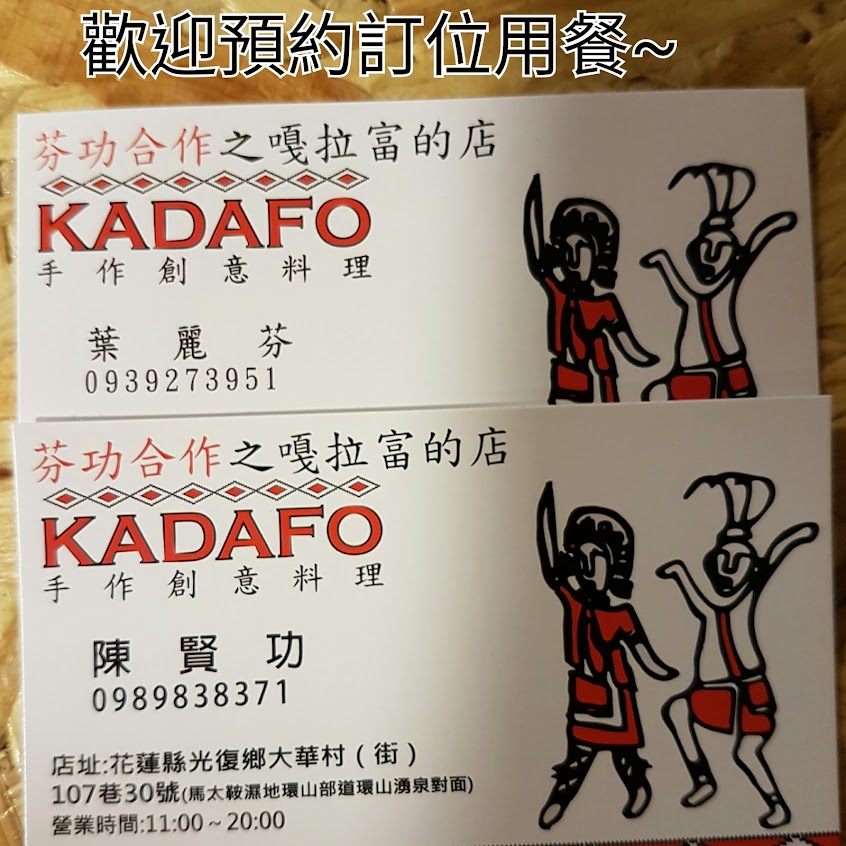 歡迎預約訂位用餐~
芬功合作之嘎拉富的店
KADAFO
手作創意料理
葉麗芬
0939273951
芬功合作之嘎拉富的店
KADAFO
手作創意料理
陳賢功
0989838371
店址:花蓮縣光復鄉大華村（街）
107巷30號(馬太鞍濕地環山部道環山湧泉對面)
營業時間:11:00～20:00